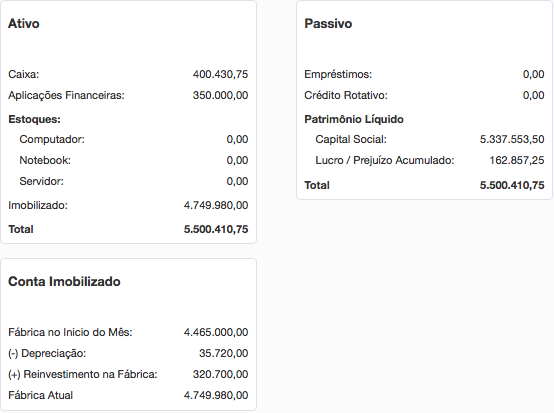 Ativo
Caixa: 400.430,75
Aplicações Financeiras: 350.000,00
Estoques:
Computador: 0,00
Notebook: 0,00
Servidor: 0,00
Imobilizado: 4.749.980,00
Total 5.500.410,75
Passivo
Empréstimos: 0,00
Crédito Rotativo: 0,00
Patrimônio Líquido
Capital Social: 5.337.553,50
Lucro / Prejuízo Acumulado: 162.857,25
Total 5.500.410,75
Conta Imobilizado
Fábrica no Inicio do Mês: 4.465.000,00
(-) Depreciação: 35.720,00
(+) Reinvestimento na Fábrica: 320.700,00
Fábrica Atual 4.749.980,00